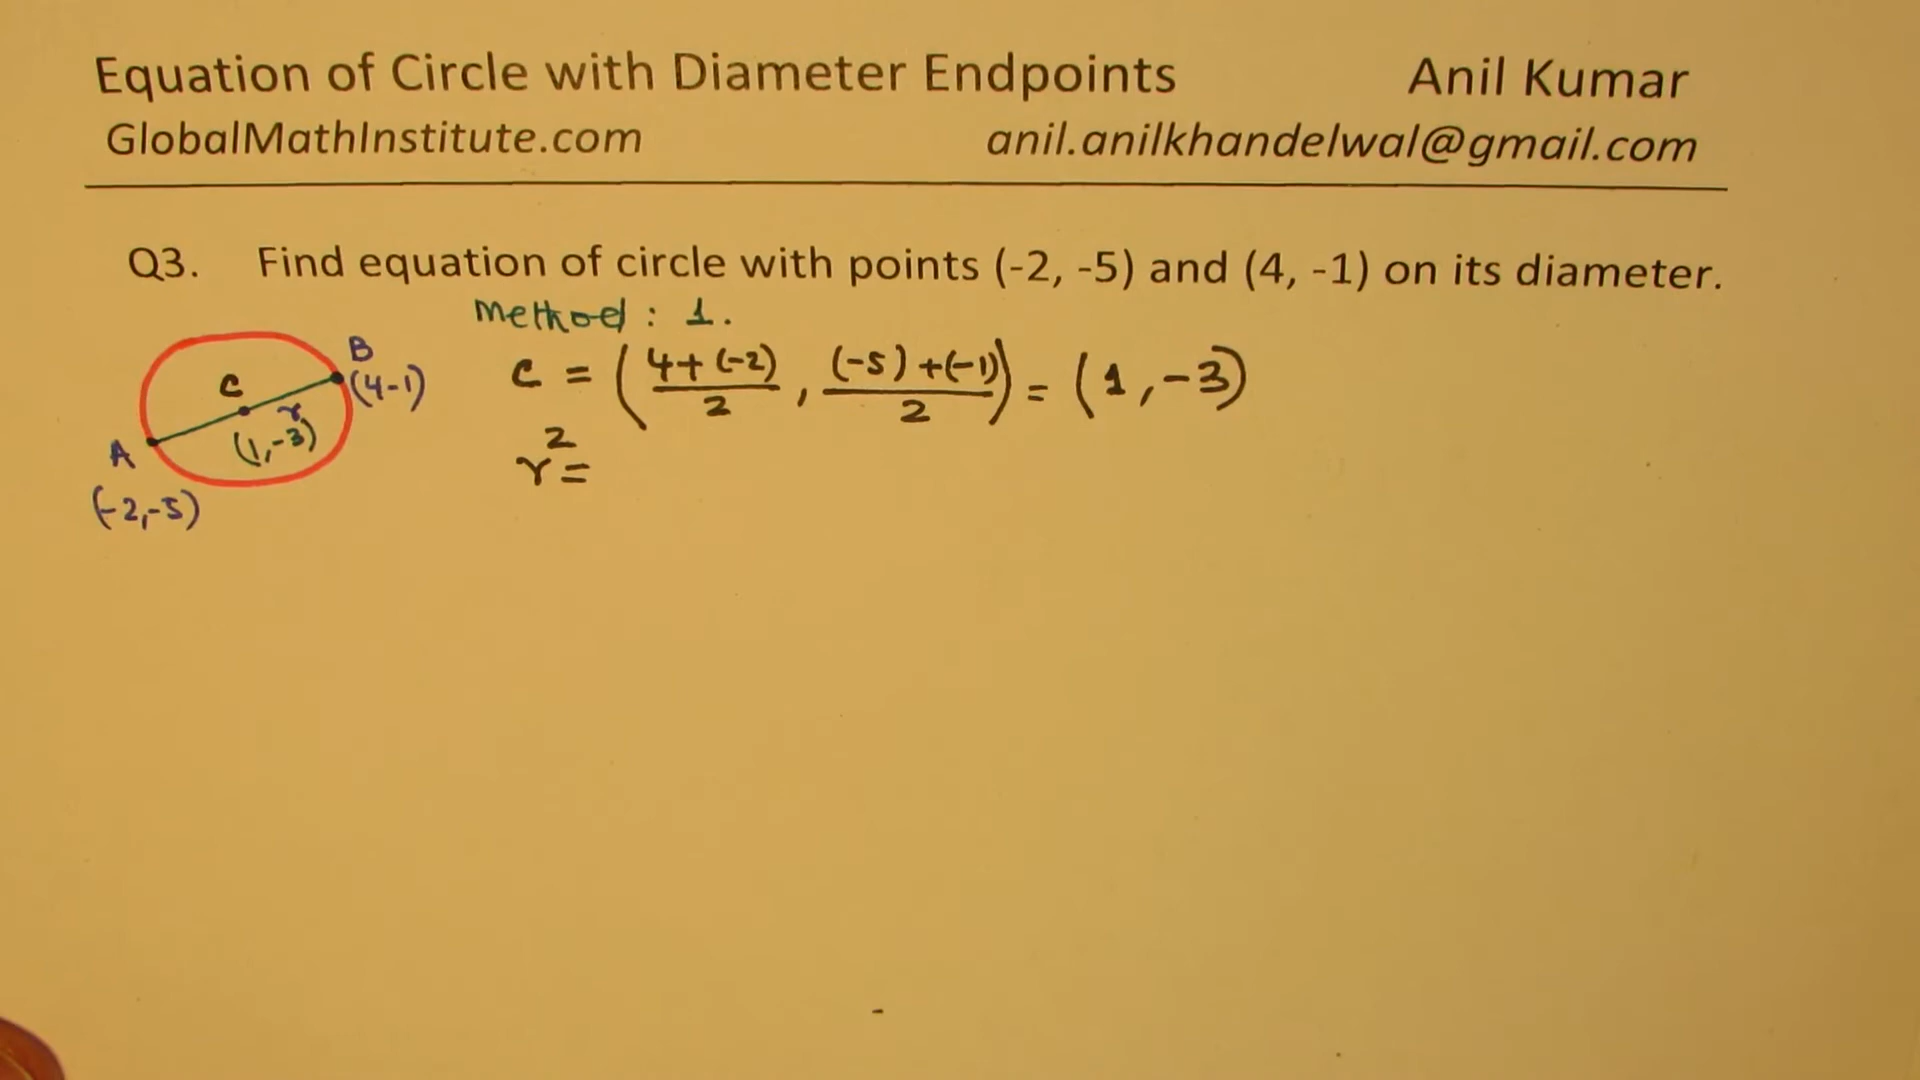 Equation of Circle with Diameter Endpoints Anil Kumar
GlobalMathInstitute.com anil.anilkhandelwal@gmail.com
Q3. Find equation of circle with points (-2, -5) and (4, -1) on its diameter.
Method : 1.
C = (4+(-2)/2, (-5)+(-1)/2) = (1, -3)
r²=
B
(4-1)
C
r
(1,-3)
A
(-2,-5)